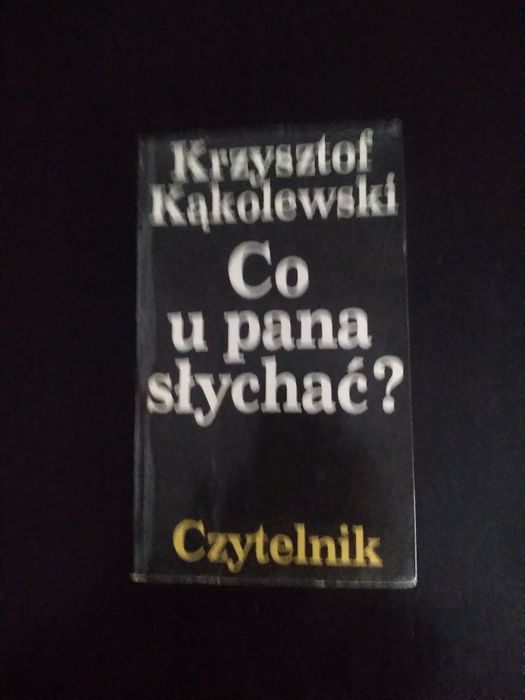 Krzysztof
Kąkolewski
Co
u pana
słychać?
Czytelnik